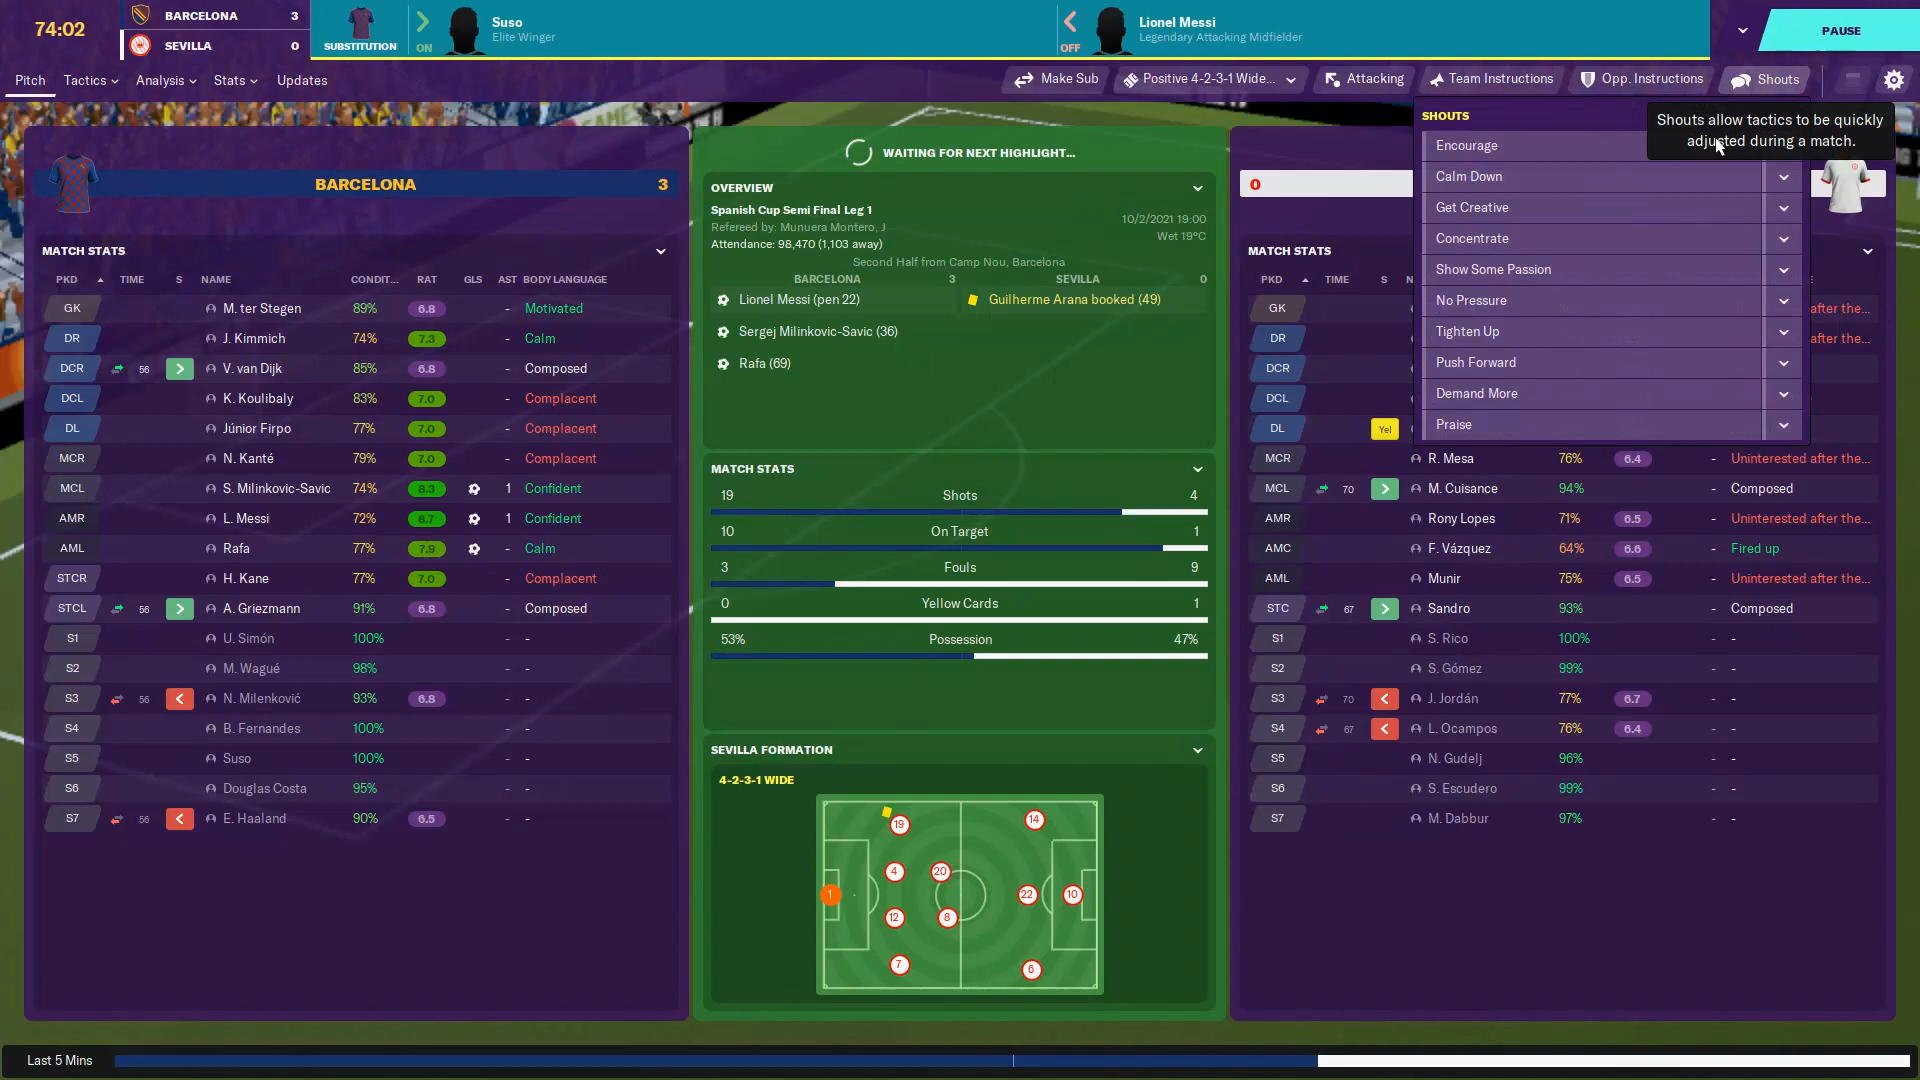 74:02
BARCELONA 3
SEVILLA 0
SUBSTITUTION
ON
Suso
Elite Winger
OFF
Lionel Messi
Legendary Attacking Midfielder
PAUSE
Pitch Tactics Analysis Stats Updates
Make Sub Positive 4-2-3-1 Wide... Attacking Team Instructions Opp. Instructions Shouts
Shouts allow tactics to be quickly
adjusted during a match.
SHOUTS
Encourage
Calm Down
Get Creative
Concentrate
Show Some Passion
No Pressure
Tighten Up
Push Forward
Demand More
Praise
BARCELONA 3
MATCH STATS
PKD TIME S NAME CONDIT... RAT GLS AST BODY LANGUAGE
GK M. ter Stegen 89% 6.8 - Motivated
DR J. Kimmich 74% 7.3 - Calm
DCR 56 V. van Dijk 85% 6.8 - Composed
DCL K. Koulibaly 83% 7.0 - Complacent
DL Júnior Firpo 77% 7.0 - Complacent
MCR N. Kanté 79% 7.0 - Complacent
MCL S. Milinkovic-Savic 74% 8.3 1 Confident
AMR L. Messi 72% 8.7 1 Confident
AML Rafa 77% 7.9 - Calm
STCR H. Kane 77% 7.0 - Complacent
STCL 56 A. Griezmann 91% 6.8 - Composed
S1 U. Simón 100% - -
S2 M. Wagué 98% - -
S3 56 N. Milenković 93% 6.8 - -
S4 B. Fernandes 100% - -
S5 Suso 100% - -
S6 Douglas Costa 95% - -
S7 56 E. Haaland 90% 6.5 - -
WAITING FOR NEXT HIGHLIGHT...
OVERVIEW
Spanish Cup Semi Final Leg 1
Refereed by: Munuera Montero, J
Attendance: 98,470 (1,103 away)
10/2/2021 19:00
Wet 19°C
Second Half from Camp Nou, Barcelona
BARCELONA 3 SEVILLA 0
Lionel Messi (pen 22) Guilherme Arana booked (49)
Sergej Milinkovic-Savic (36)
Rafa (69)
MATCH STATS
19 Shots 4
10 On Target 1
3 Fouls 9
0 Yellow Cards 1
53% Possession 47%
SEVILLA FORMATION
4-2-3-1 WIDE
19 14
4 20
1 22 10
12 8
7 6
0
MATCH STATS
PKD TIME S
GK after the...
DR after the...
DCR
DCL
DL Yel
MCR R. Mesa 76% 6.4 - Uninterested after the...
MCL 70 M. Cuisance 94% - Composed
AMR Rony Lopes 71% 6.5 - Uninterested after the...
AMC F. Vázquez 64% 6.6 - Fired up
AML Munir 75% 6.5 - Uninterested after the...
STC 67 Sandro 93% - Composed
S1 S. Rico 100% - -
S2 S. Gómez 99% - -
S3 70 J. Jordán 77% 6.7 - -
S4 67 L. Ocampos 76% 6.4 - -
S5 N. Gudelj 96% - -
S6 S. Escudero 99% - -
S7 M. Dabbur 97% - -
Last 5 Mins